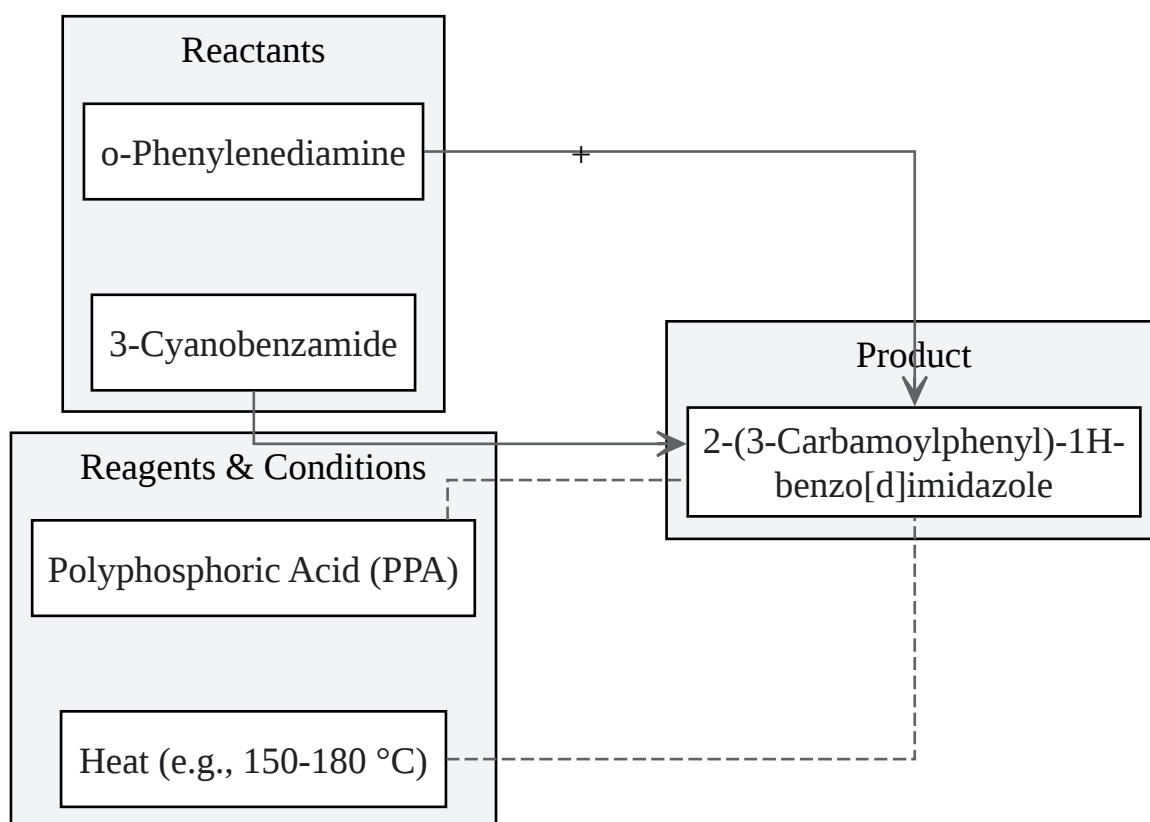 Reactants
o-Phenylenediamine
+
3-Cyanobenzamide
Product
2-(3-Carbamoylphenyl)-1H-
benzo[d]imidazole
Reagents & Conditions
Polyphosphoric Acid (PPA)
Heat (e.g., 150-180 °C)